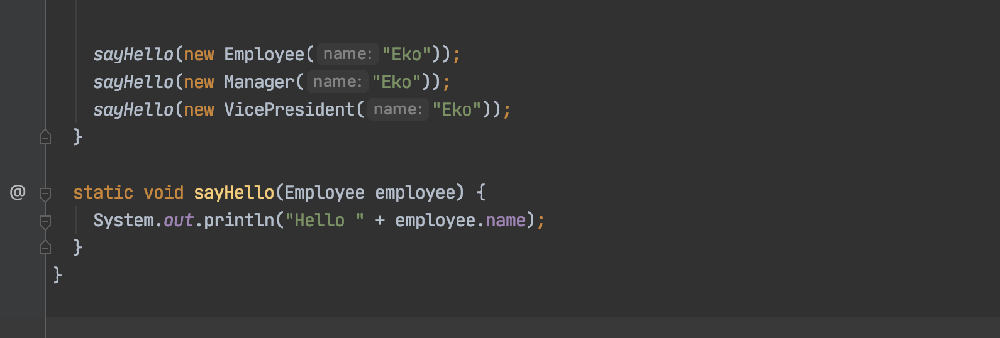 sayHello(new Employee( name: "Eko"));
sayHello(new Manager( name: "Eko"));
sayHello(new VicePresident( name: "Eko"));
}
@ static void sayHello(Employee employee) {
System.out.println("Hello " + employee.name);
}
}